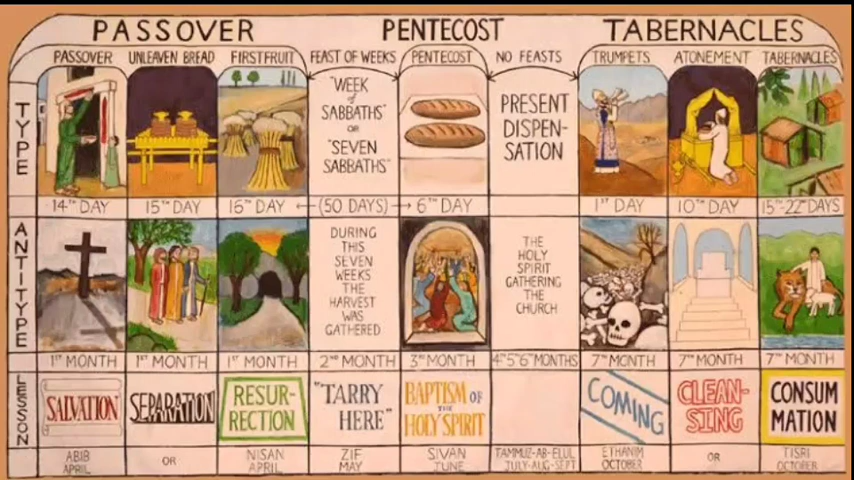 PASSOVER PENTECOST TABERNACLES
PASSOVER UNLEAVEN BREAD FIRSTFRUIT FEAST OF WEEKS PENTECOST NO FEASTS TRUMPETS ATONEMENT TABERNACLES
TYPE
"WEEK
of
SABBATHS"
OR
"SEVEN
SABBATHS"
PRESENT
DISPEN-
SATION
14TH DAY 15TH DAY 16TH DAY ←(50 DAYS)→ 6TH DAY 1ST DAY 10TH DAY 15TH-22ND DAYS
ANTITYPE
DURING
THIS
SEVEN
WEEKS
THE
HARVEST
WAS
GATHERED
THE
HOLY
SPIRIT
GATHERING
THE
CHURCH
1ST MONTH 1ST MONTH 1ST MONTH 2ND MONTH 3RD MONTH 4TH5TH6TH MONTHS 7TH MONTH 7TH MONTH 7TH MONTH
LESSON
SALVATION
SEPARATION
RESUR-
RECTION
"TARRY
HERE"
BAPTISM OF
THE
HOLY SPIRIT
COMING
CLEAN-
SING
CONSUM
MATION
ABIB
APRIL
OR
NISAN
APRIL
ZIF
MAY
SIVAN
JUNE
TAMMUZ-AB-ELUL
JULY-AUG-SEPT
ETHANIM
OCTOBER
OR
TISRI
OCTOBER